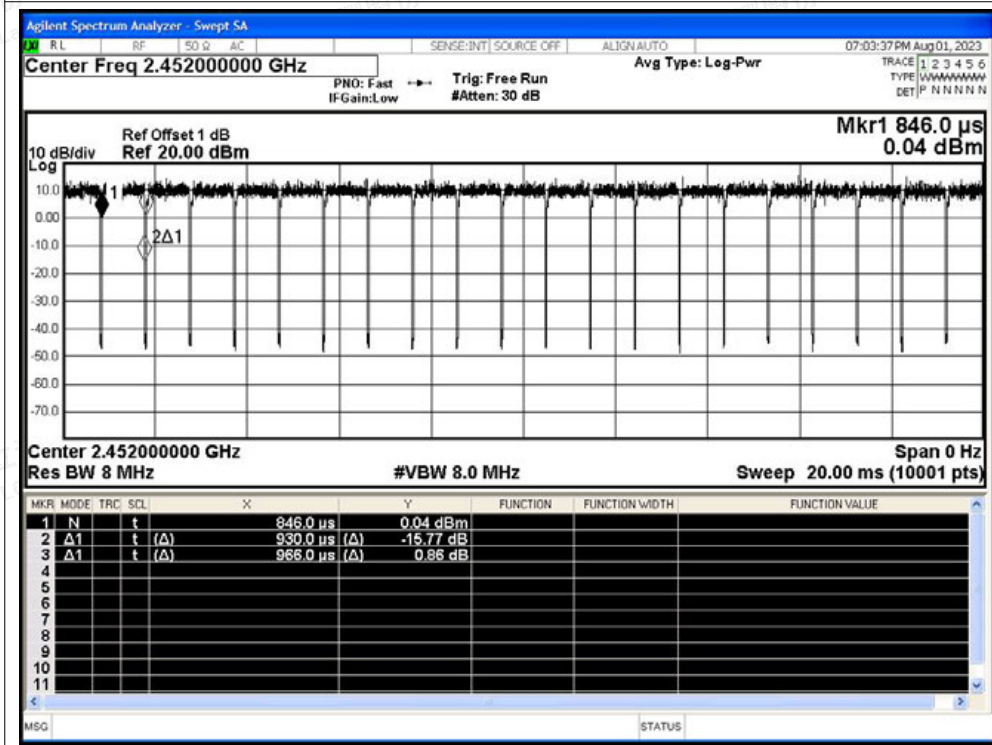 Agilent Spectrum Analyzer - Swept SA
RL RF 50 Ω AC SENSE:INT SOURCE OFF ALIGN AUTO 07:03:37 PM Aug 01, 2023
Center Freq 2.452000000 GHz
PNO: Fast
IFGain:Low
Trig: Free Run
#Atten: 30 dB
Avg Type: Log-Pwr
TRACE 1 2 3 4 5 6
TYPE WWWWWW
DET P N N N N N
Mkr1 846.0 µs
0.04 dBm
Ref Offset 1 dB
10 dB/div Ref 20.00 dBm
Log
10.0
0.00
-10.0
-20.0
-30.0
-40.0
-50.0
-60.0
-70.0
1
2Δ1
Center 2.452000000 GHz Span 0 Hz
Res BW 8 MHz #VBW 8.0 MHz Sweep 20.00 ms (10001 pts)
MKR MODE TRC SCL X Y FUNCTION FUNCTION WIDTH FUNCTION VALUE
1 N t 846.0 µs 0.04 dBm
2 Δ1 t (Δ) 930.0 µs (Δ) -15.77 dB
3 Δ1 t (Δ) 966.0 µs (Δ) 0.86 dB
4
5
6
7
8
9
10
11
MSG STATUS